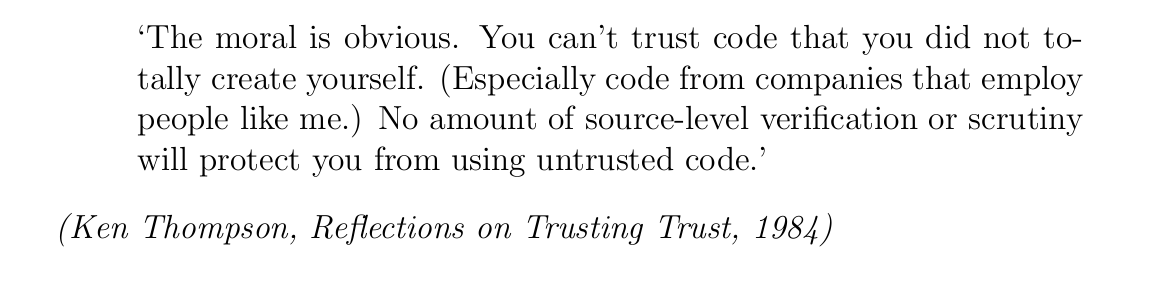 ‘The moral is obvious. You can’t trust code that you did not to-
tally create yourself. (Especially code from companies that employ
people like me.) No amount of source-level verification or scrutiny
will protect you from using untrusted code.’
(Ken Thompson, Reflections on Trusting Trust, 1984)